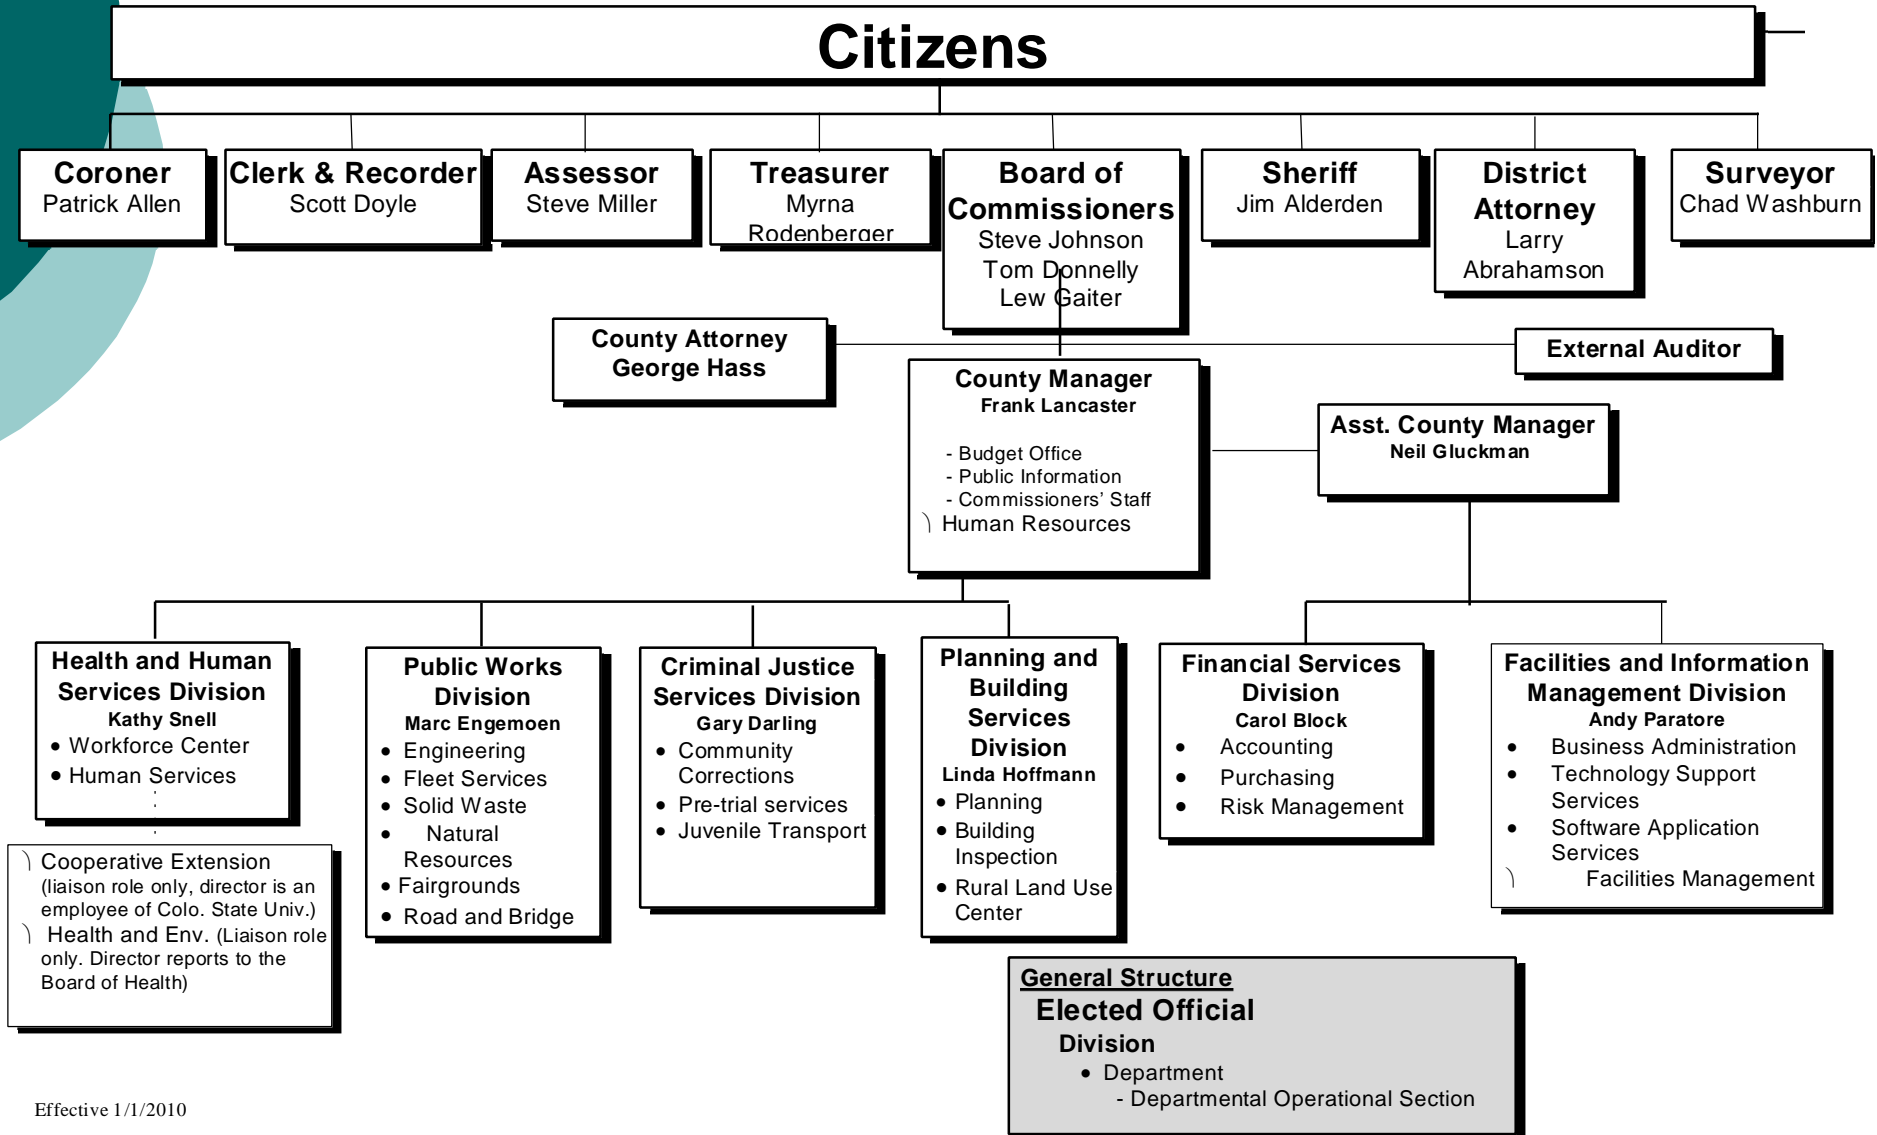 Citizens
Coroner
Patrick Allen
Clerk & Recorder
Scott Doyle
Assessor
Steve Miller
Treasurer
Myrna
Rodenberger
Board of
Commissioners
Steve Johnson
Tom Donnelly
Lew Gaiter
Sheriff
Jim Alderden
District
Attorney
Larry
Abrahamson
Surveyor
Chad Washburn
County Attorney
George Hass
External Auditor
County Manager
Frank Lancaster
- Budget Office
- Public Information
- Commissioners’ Staff
Human Resources
Asst. County Manager
Neil Gluckman
Health and Human
Services Division
Kathy Snell
• Workforce Center
• Human Services
Cooperative Extension
(liaison role only, director is an
employee of Colo. State Univ.)
Health and Env. (Liaison role
only. Director reports to the
Board of Health)
Public Works
Division
Marc Engemoen
• Engineering
• Fleet Services
• Solid Waste
• Natural
Resources
• Fairgrounds
• Road and Bridge
Criminal Justice
Services Division
Gary Darling
• Community
Corrections
• Pre-trial services
• Juvenile Transport
Planning and
Building
Services
Division
Linda Hoffmann
• Planning
• Building
Inspection
• Rural Land Use
Center
Financial Services
Division
Carol Block
• Accounting
• Purchasing
• Risk Management
Facilities and Information
Management Division
Andy Paratore
• Business Administration
• Technology Support
Services
• Software Application
Services
Facilities Management
General Structure
Elected Official
Division
• Department
- Departmental Operational Section
Effective 1/1/2010